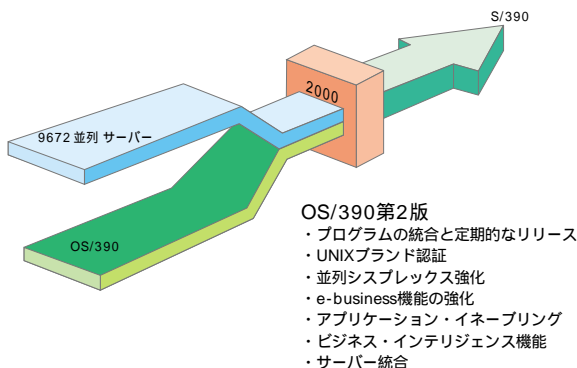 S/390
2000
9672 並列 サーバー
OS/390
OS/390第2版
・プログラムの統合と定期的なリリース
・UNIXブランド認証
・並列シスプレックス強化
・e-business機能の強化
・アプリケーション・イネーブリング
・ビジネス・インテリジェンス機能
・サーバー統合